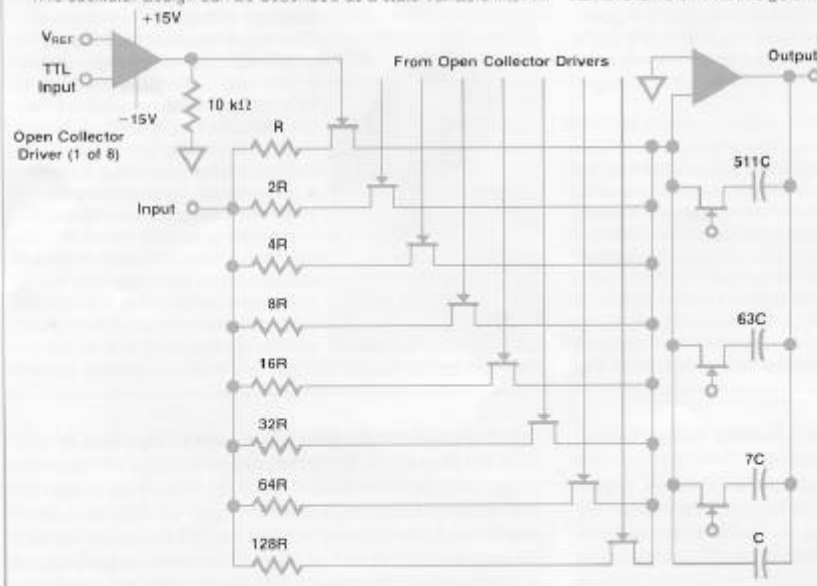 +15V
VREF
TTL
Input
-15V
10 kΩ
Open Collector
Driver (1 of 8)
From Open Collector Drivers
Output
R
511C
2R
Input
4R
8R
63C
16R
32R
64R
7C
128R
C